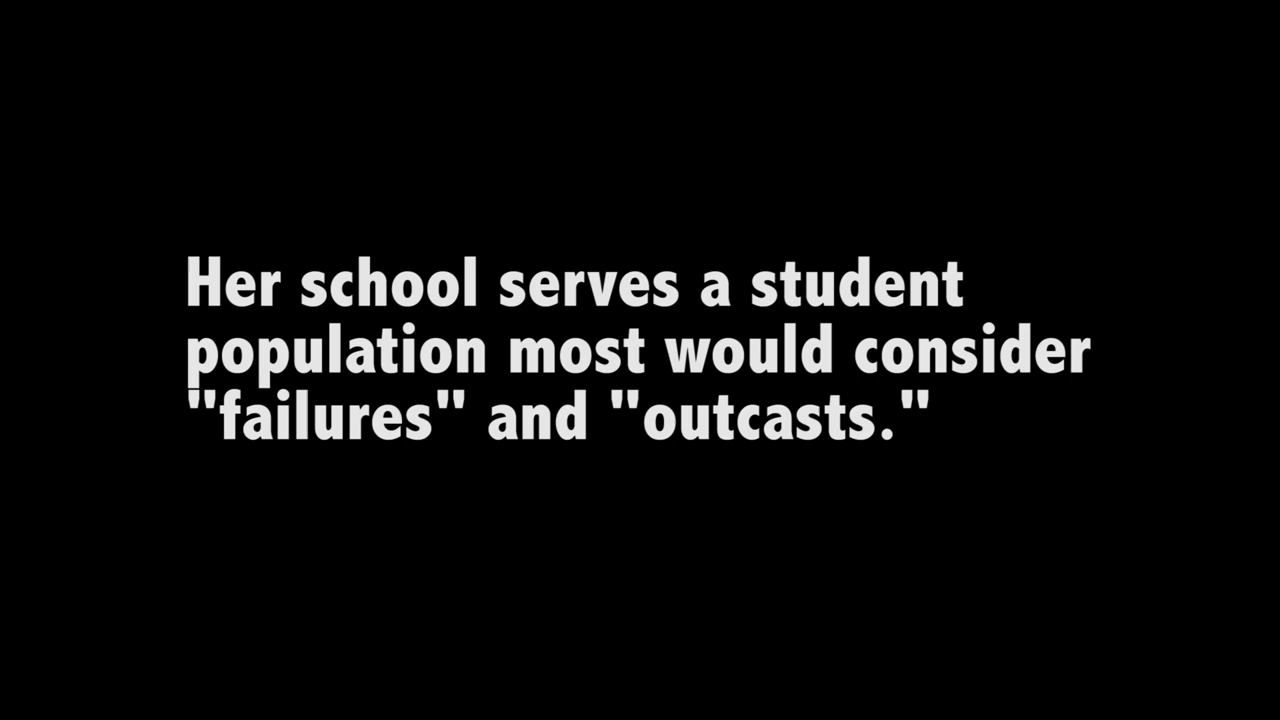 Her school serves a student
population most would consider
"failures" and "outcasts."